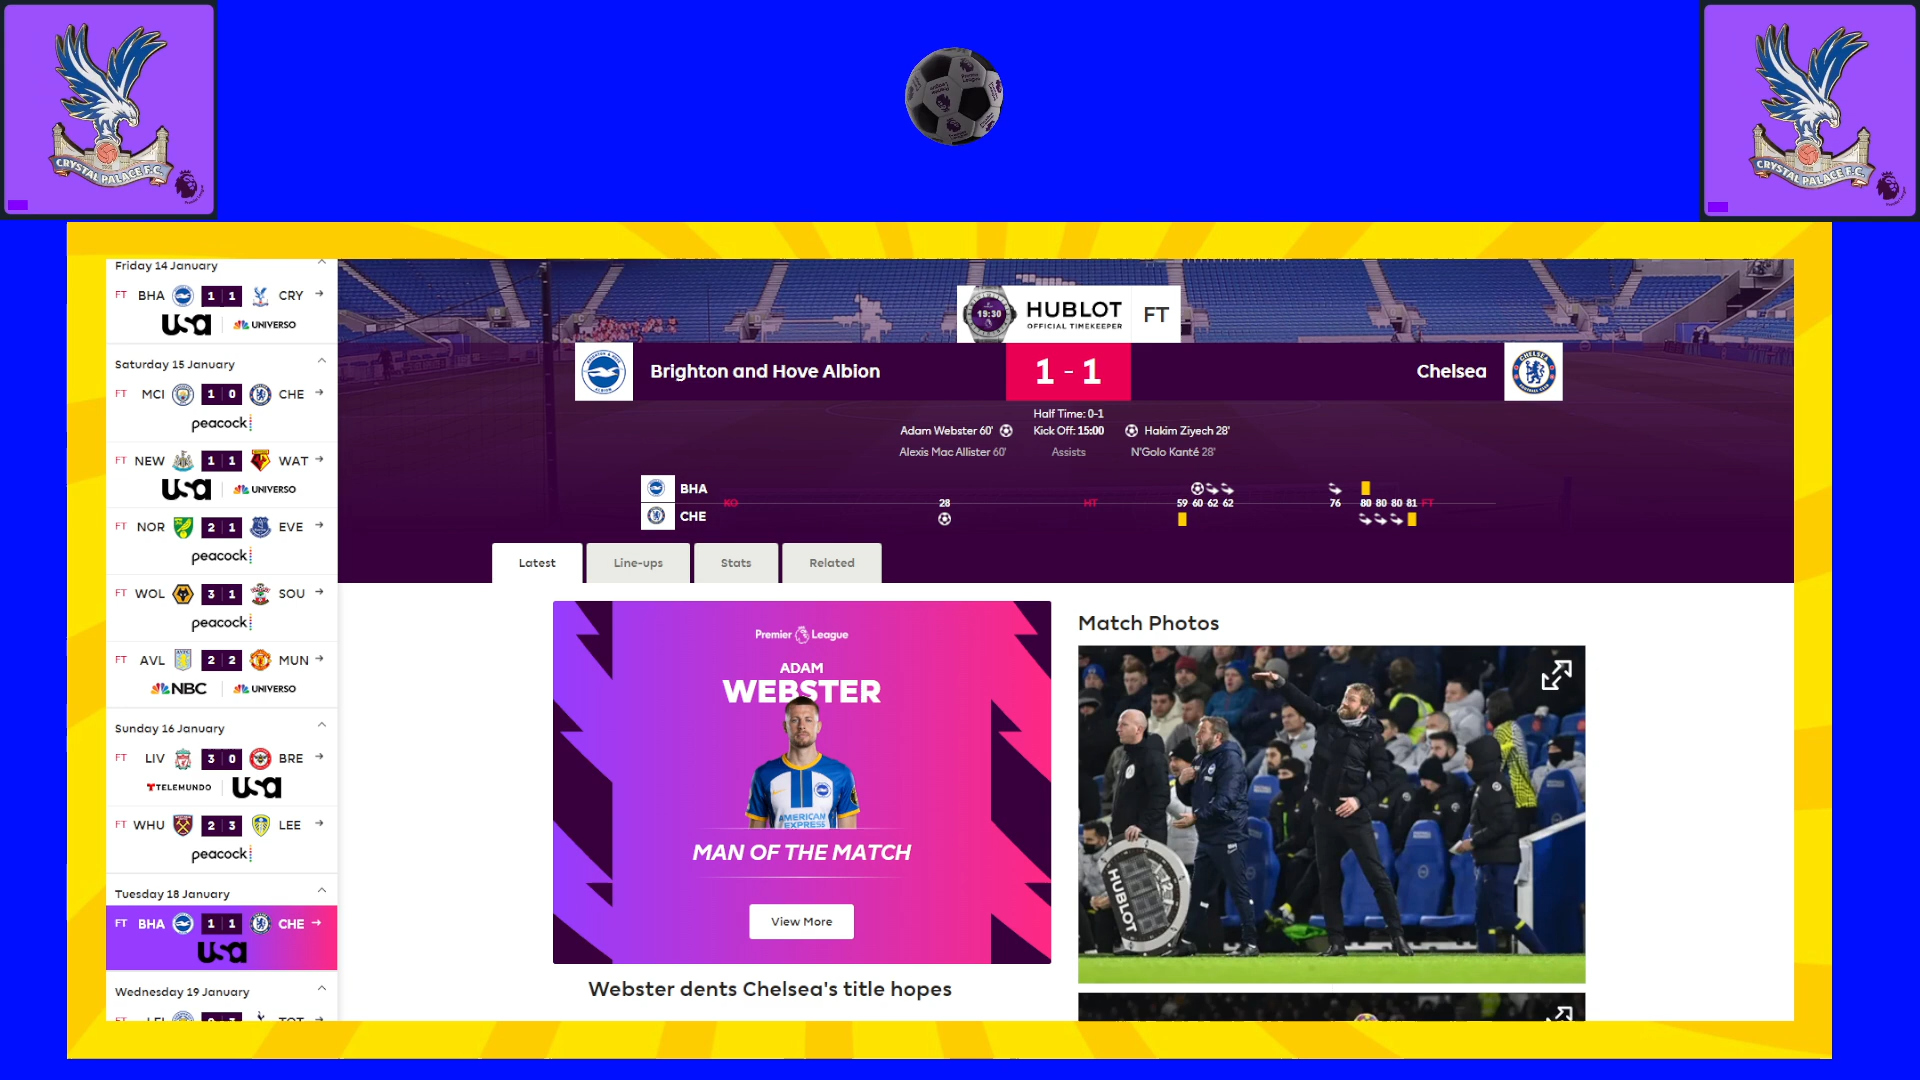 CRYSTAL PALACE F.C.
CRYSTAL PALACE F.C.
Friday 14 January
FT BHA 1 1 CRY
usa UNIVERSO
Saturday 15 January
FT MCI 1 0 CHE
peacock
FT NEW 1 1 WAT
usa UNIVERSO
FT NOR 2 1 EVE
peacock
FT WOL 3 1 SOU
peacock
FT AVL 2 2 MUN
NBC UNIVERSO
Sunday 16 January
FT LIV 3 0 BRE
TELEMUNDO usa
FT WHU 2 3 LEE
peacock
Tuesday 18 January
FT BHA 1 1 CHE
usa
Wednesday 19 January
19:30 HUBLOT FT
OFFICIAL TIMEKEEPER
Brighton and Hove Albion 1 - 1 Chelsea
Half Time: 0-1
Adam Webster 60' Kick Off: 15:00 Hakim Ziyech 28'
Alexis Mac Allister 60' Assists N'Golo Kanté 28'
BHA
KO 28 HT 59 60 62 62 76 80 80 80 81 FT
CHE
Latest Line-ups Stats Related
Premier League
ADAM
WEBSTER
AMERICAN
EXPRESS
MAN OF THE MATCH
View More
Webster dents Chelsea's title hopes
Match Photos
HUBLOT